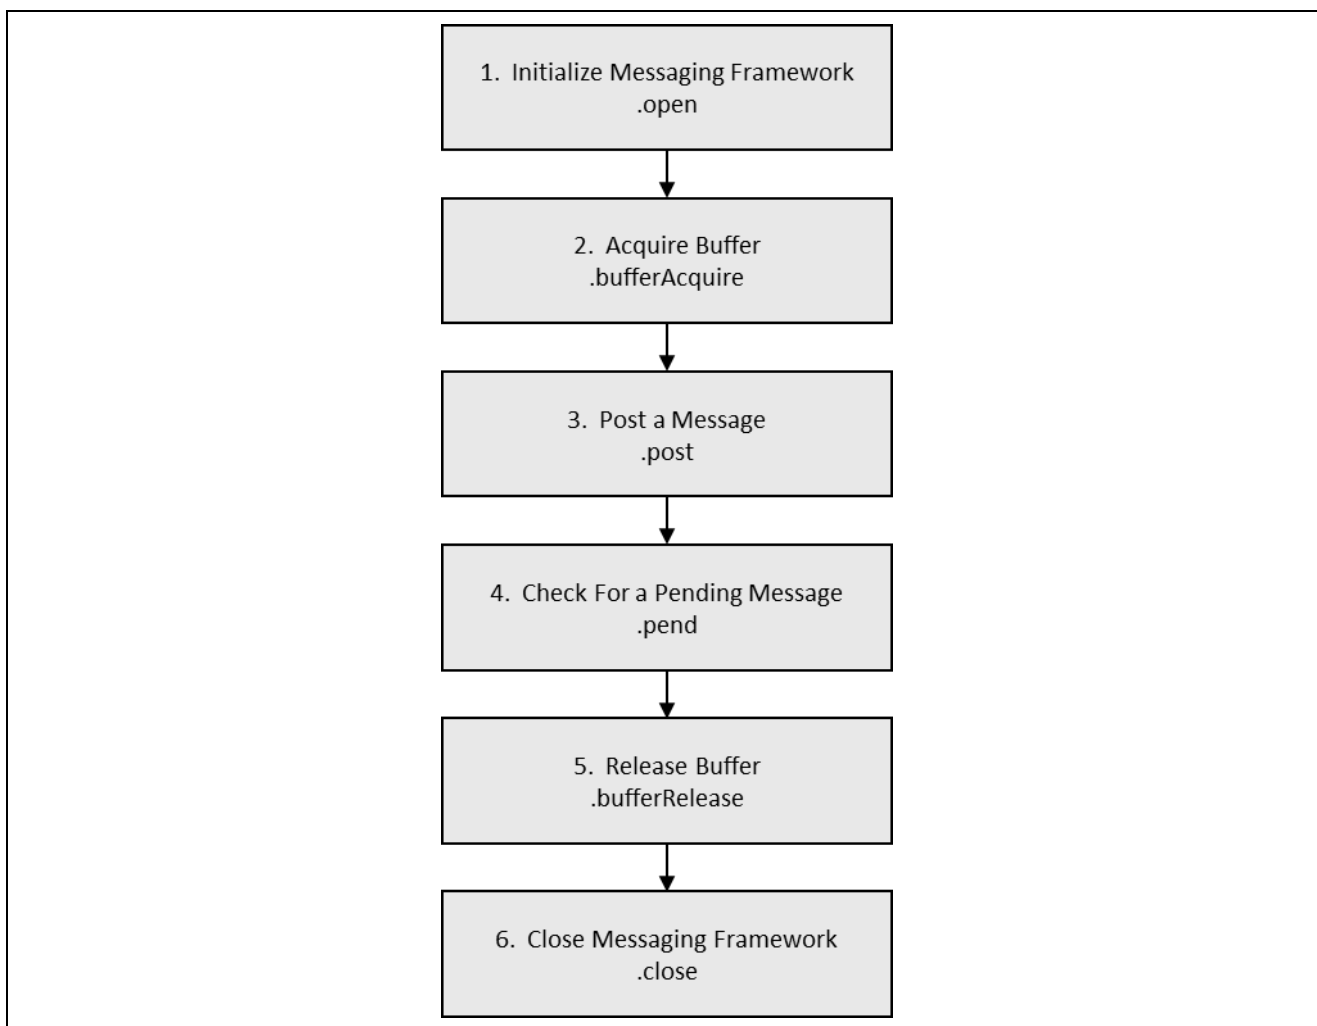 1. Initialize Messaging Framework
.open
2. Acquire Buffer
.bufferAcquire
3. Post a Message
.post
4. Check For a Pending Message
.pend
5. Release Buffer
.bufferRelease
6. Close Messaging Framework
.close